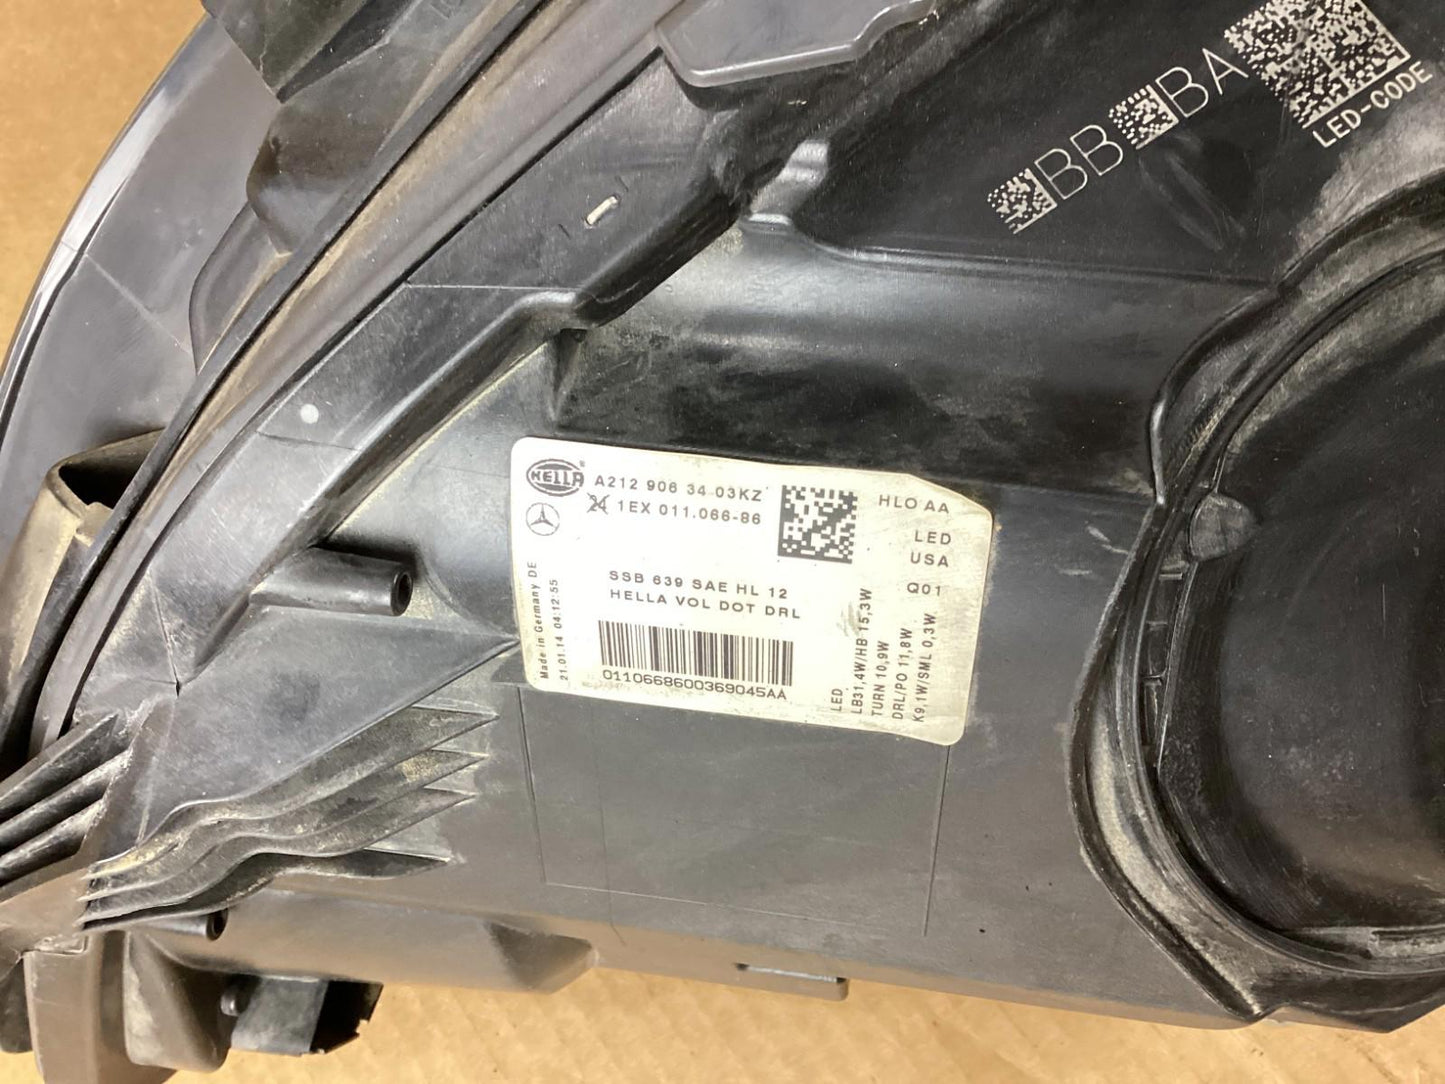 BB BA
LED-CODE
HELLA
A212 906 34 03KZ
1EX 011.066-86
HLO AA
LED
USA
Q01
SSB 639 SAE HL 12
HELLA VOL DOT DRL
Made in Germany DE
21.01.14 04:12:55
0110668600369045AA
LED
LB31,4W/HB 15,3W
TURN 10,9W
DRL/PO 11,8W
K9,1W/SML 0,3W